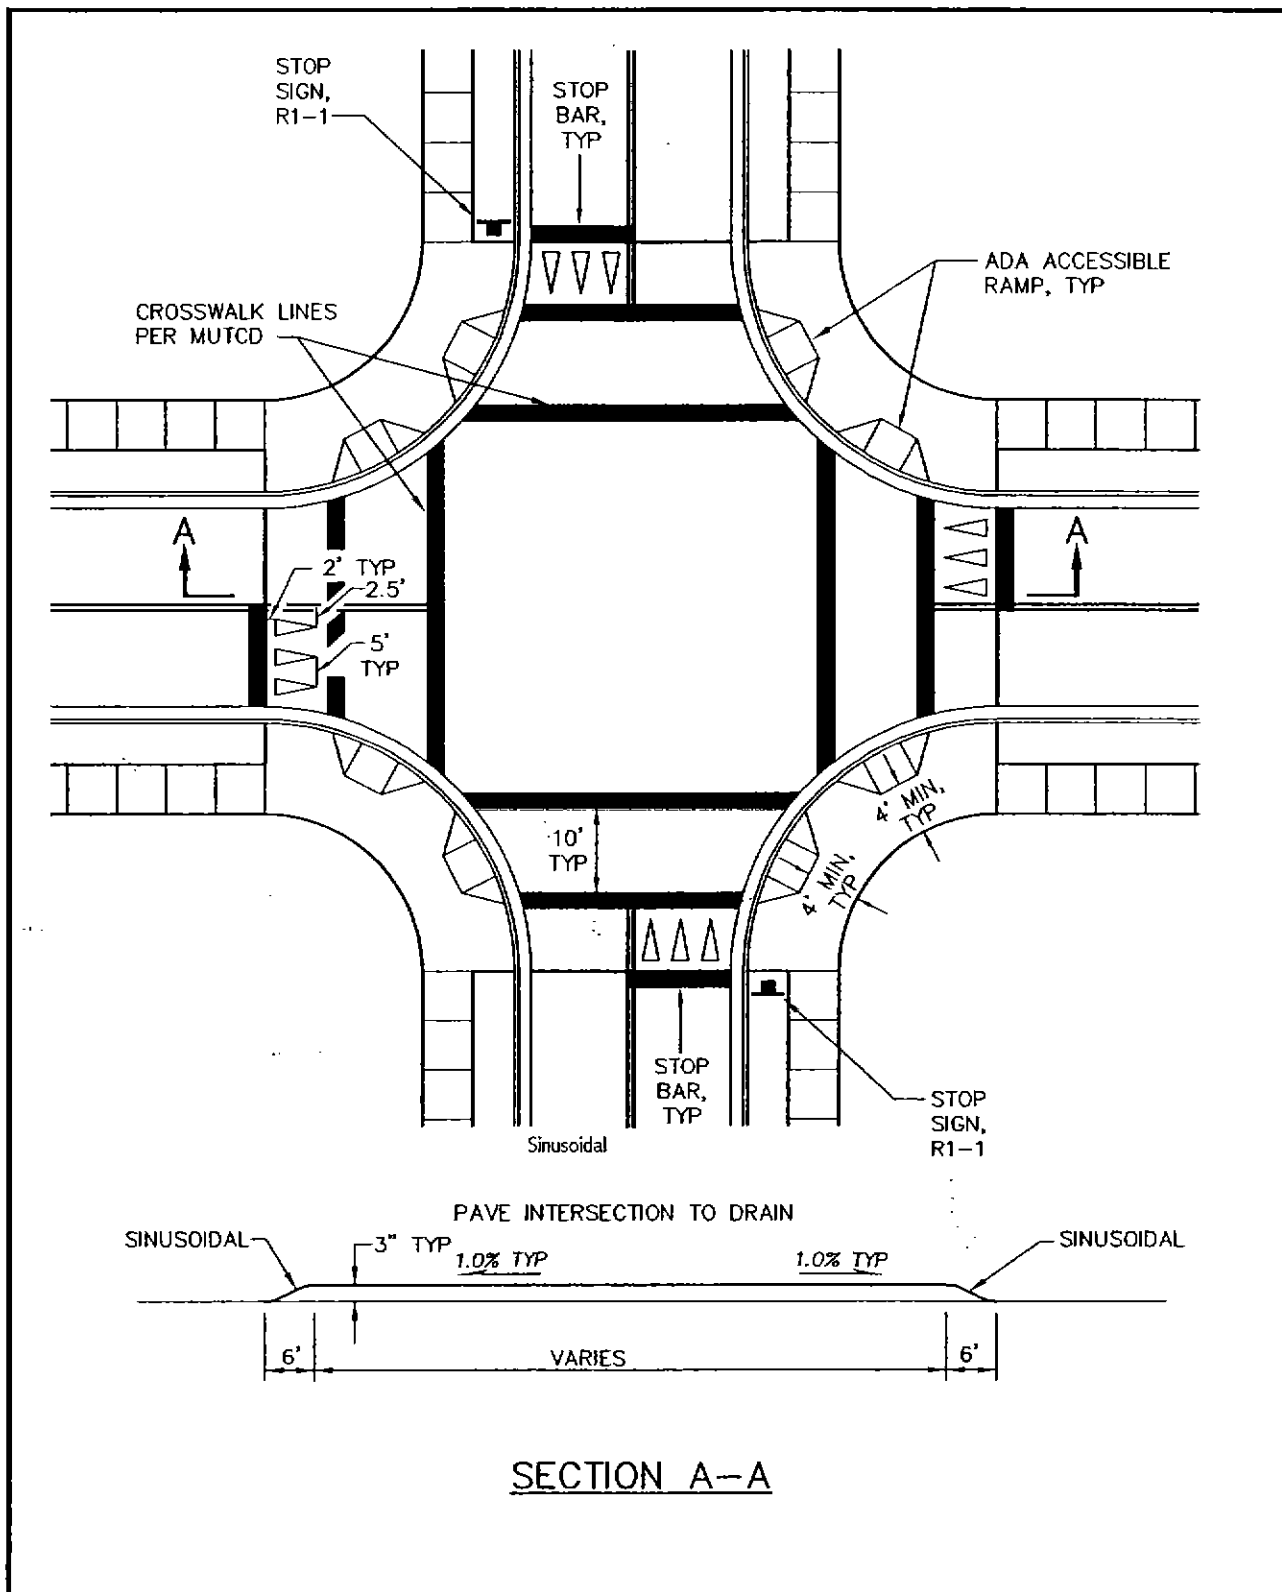 STOP
SIGN,
R1-1
STOP
BAR,
TYP
ADA ACCESSIBLE
RAMP, TYP
CROSSWALK LINES
PER MUTCD
A
A
2' TYP
2.5'
5'
TYP
4' MIN,
TYP
4' MIN,
TYP
10'
TYP
STOP
BAR,
TYP
STOP
SIGN,
R1-1
Sinusoidal
PAVE INTERSECTION TO DRAIN
SINUSOIDAL
3" TYP
1.0% TYP
1.0% TYP
SINUSOIDAL
6'
VARIES
6'
SECTION A-A